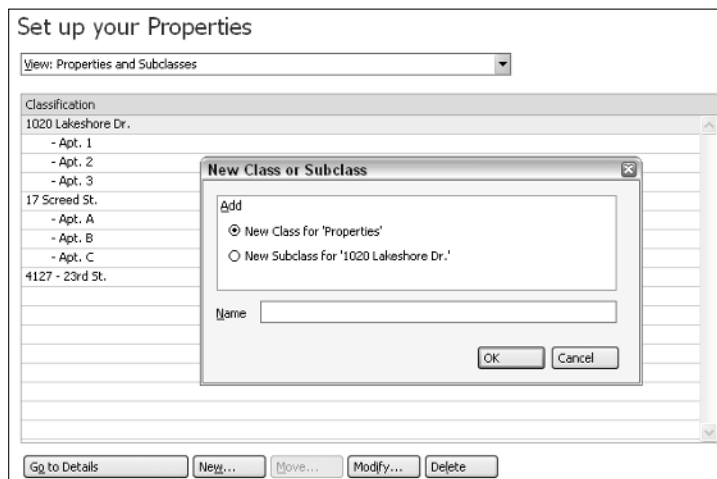 Set up your Properties
View: Properties and Subclasses
Classification
1020 Lakeshore Dr.
- Apt. 1
- Apt. 2
- Apt. 3
17 Screed St.
- Apt. A
- Apt. B
- Apt. C
4127 - 23rd St.
New Class or Subclass
Add
New Class for 'Properties'
New Subclass for '1020 Lakeshore Dr.'
Name
OK
Cancel
Go to Details
New...
Move...
Modify...
Delete